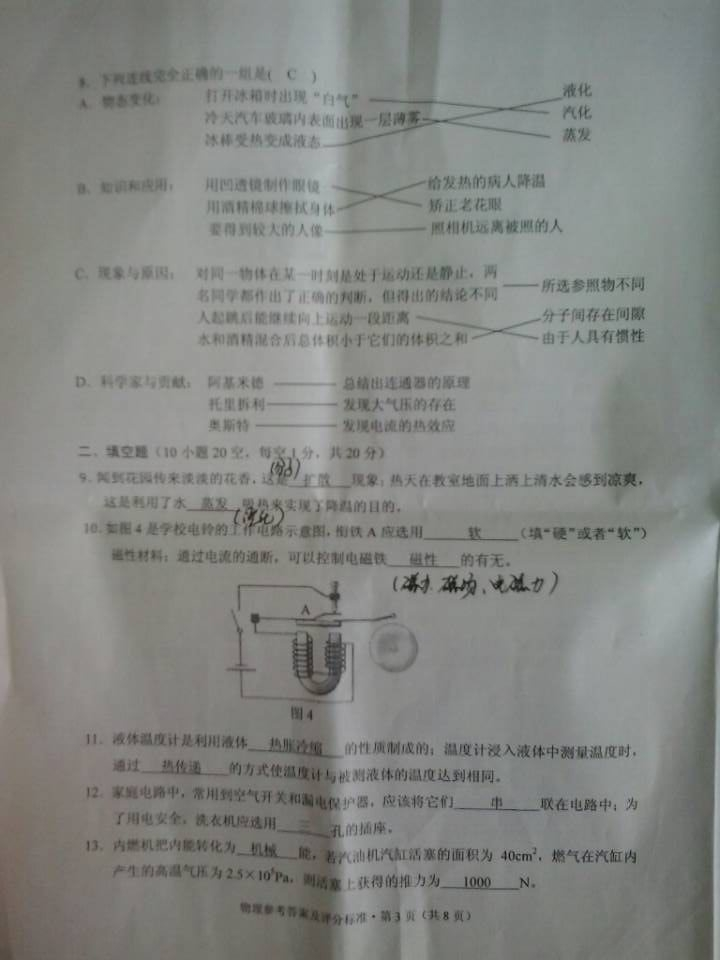 8. 下列连线完全正确的一组是( C )
A. 物态变化: 打开冰箱时出现“白气” 液化
冷天汽车玻璃内表面出现一层薄雾 汽化
冰棒受热变成液态 蒸发
B. 知识和应用: 用凹透镜制作眼镜 给发热的病人降温
用酒精棉球擦拭身体 矫正老花眼
要得到较大的人像 照相机远离被照的人
C. 现象与原因: 对同一物体在某一时刻是处于运动还是静止,两
名同学都作出了正确的判断,但得出的结论不同 所选参照物不同
人起跳后能继续向上运动一段距离 分子间存在间隙
水和酒精混合后总体积小于它们的体积之和 由于人具有惯性
D. 科学家与贡献: 阿基米德 总结出连通器的原理
托里拆利 发现大气压的存在
奥斯特 发现电流的热效应
二、填空题(10小题20空,每空1分,共20分)
9. 闻到花园传来淡淡的花香,这是 扩散 现象;热天在教室地面上洒上清水会感到凉爽,
这是利用了水 蒸发 吸热来实现了降温的目的。
(汽化)
10. 如图4是学校电铃的工作电路示意图,衔铁A应选用 软 (填“硬”或者“软”)
磁性材料;通过电流的通断,可以控制电磁铁 磁性 的有无。
(磁力、磁场、电磁力)
A
图4
11. 液体温度计是利用液体 热胀冷缩 的性质制成的;温度计浸入液体中测量温度时,
通过 热传递 的方式使温度计与被测液体的温度达到相同。
12. 家庭电路中,常用到空气开关和漏电保护器,应该将它们 串 联在电路中;为
了用电安全,洗衣机应选用 三 孔的插座。
13. 内燃机把内能转化为 机械 能,若汽油机汽缸活塞的面积为 40cm²,燃气在汽缸内
产生的高温气压为 2.5×10⁵Pa,则活塞上获得的推力为 1000 N。
物理参考答案及评分标准·第3页(共8页)